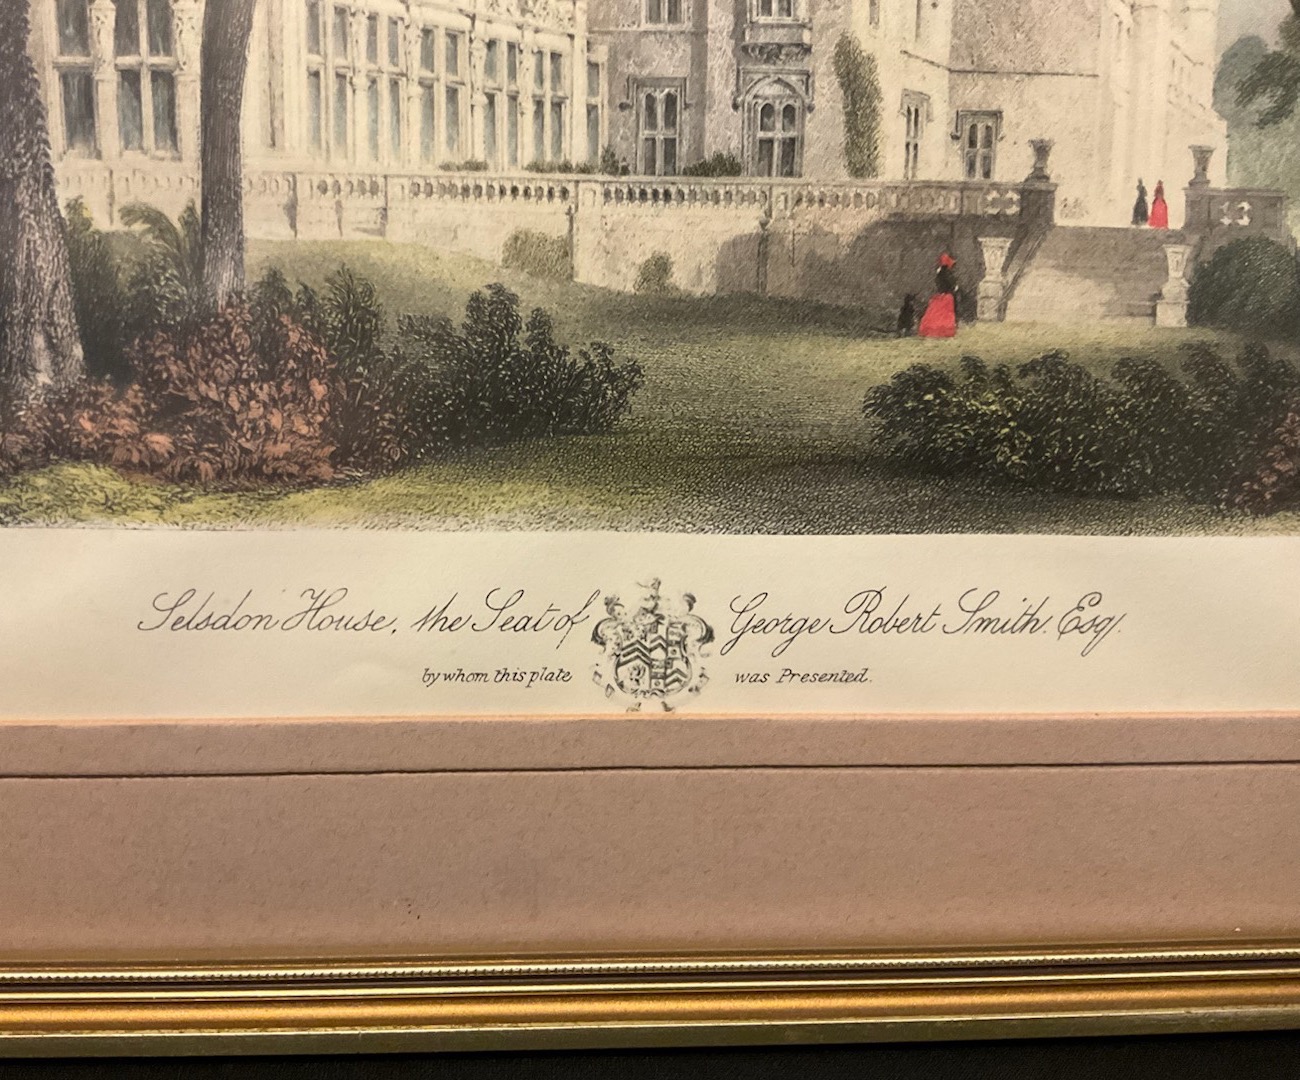 Selsdon House, the Seat of George Robert Smith. Esq.
by whom this plate was Presented.